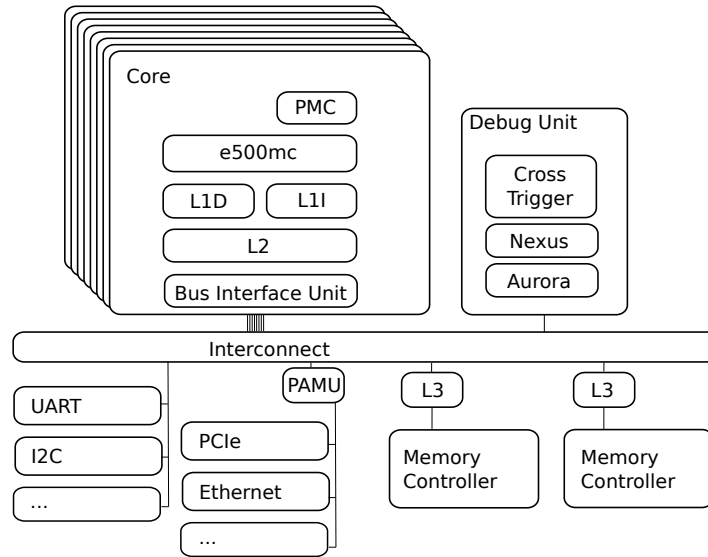 Core
PMC
e500mc
L1D
L1I
L2
Bus Interface Unit
Debug Unit
Cross
Trigger
Nexus
Aurora
Interconnect
UART
I2C
...
PAMU
PCIe
Ethernet
...
L3
Memory
Controller
L3
Memory
Controller